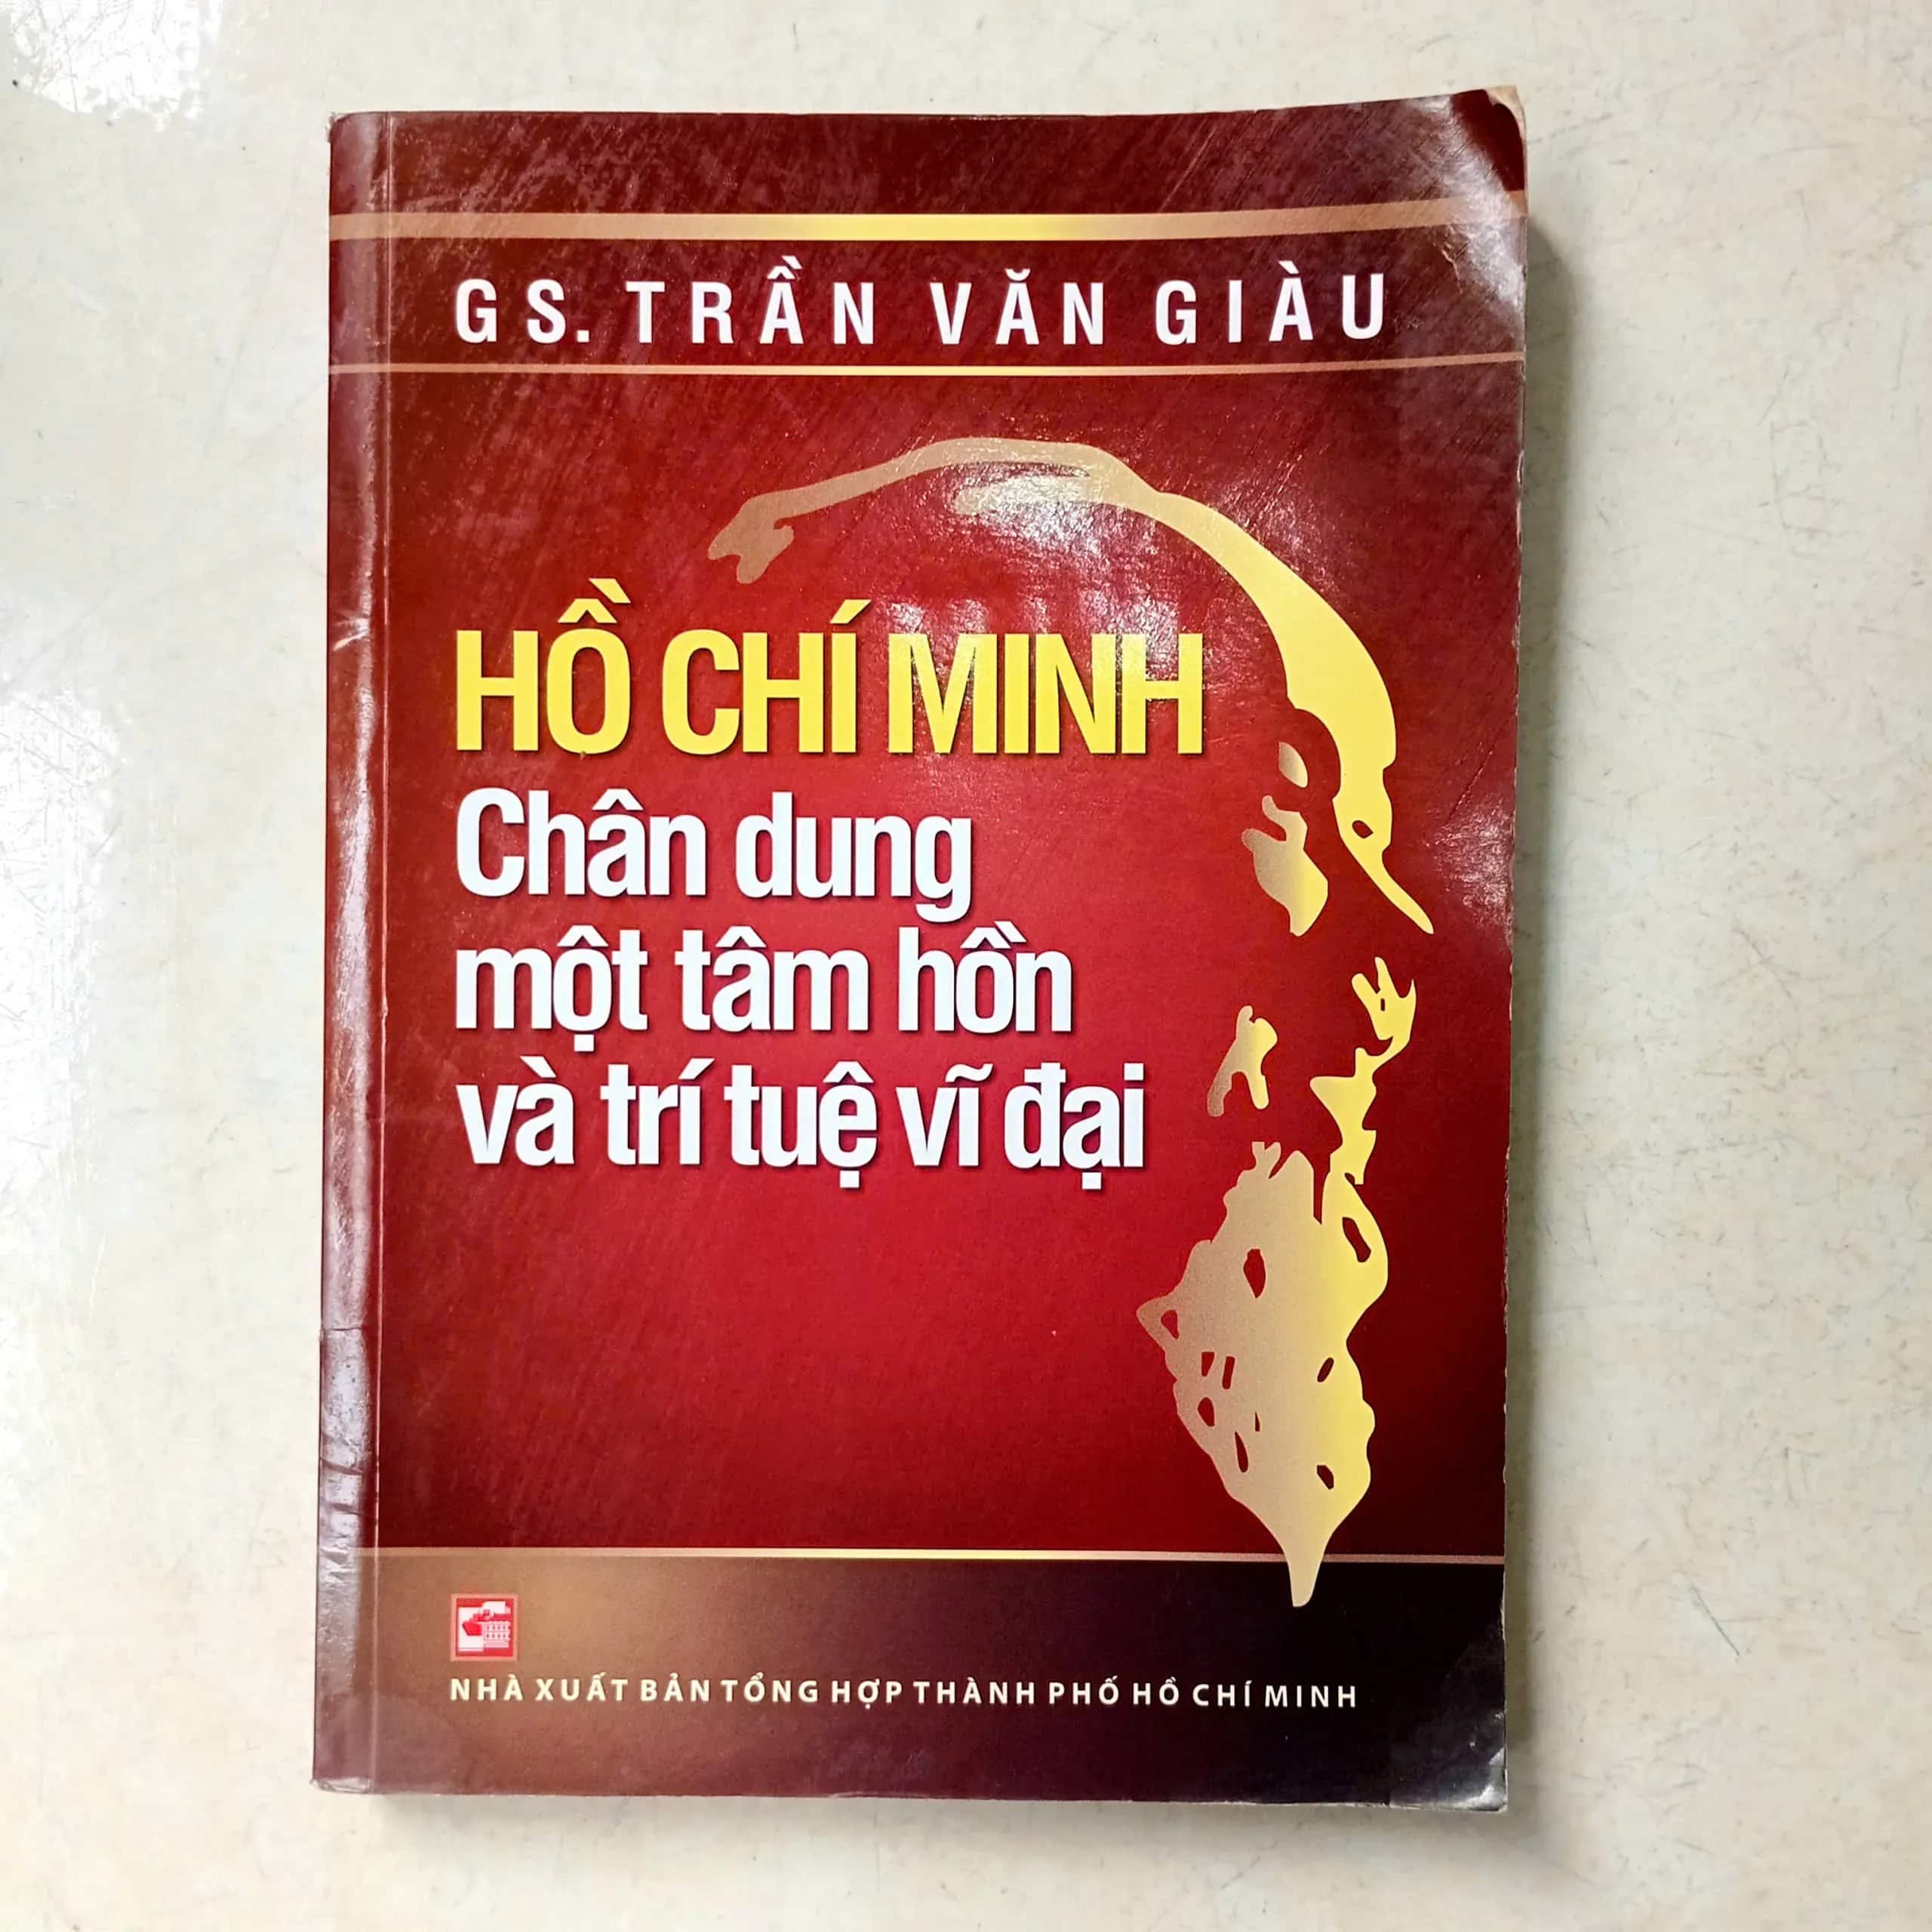 GS. TRẦN VĂN GIÀU
HỒ CHÍ MINH
Chân dung
một tâm hồn
và trí tuệ vĩ đại
NHÀ XUẤT BẢN TỔNG HỢP THÀNH PHỐ HỒ CHÍ MINH